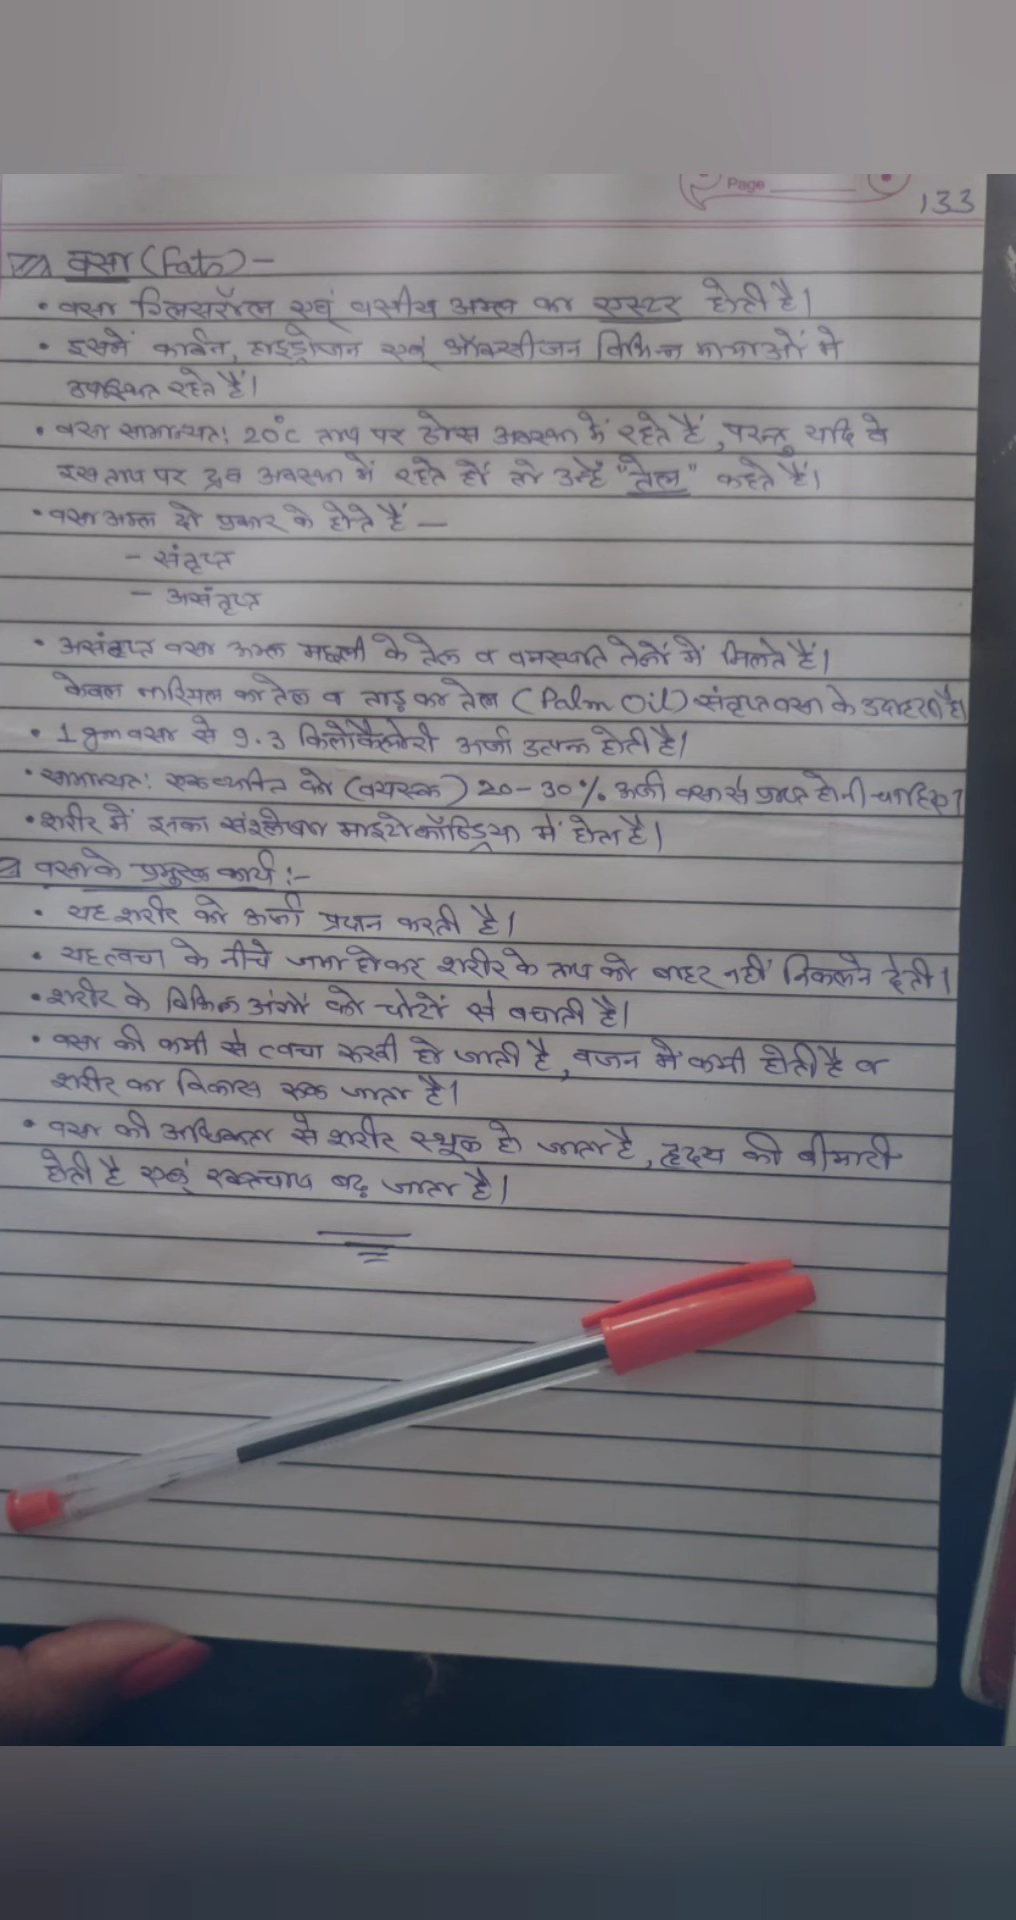 Page
133
वसा (Fats) -
• वसा ग्लिसरॉल एवं वसीय अम्ल का एस्टर होती है।
• इसमें कार्बन, हाइड्रोजन एवं ऑक्सीजन विभिन्न मात्राओं में
उपस्थित रहते हैं।
• वसा सामान्यत: 20°C ताप पर ठोस अवस्था में रहते हैं, परन्तु यदि वे
इस ताप पर द्रव अवस्था में रहते हों तो उन्हें "तेल" कहते हैं।
• वसा अम्ल दो प्रकार के होते हैं —
- संतृप्त
- असंतृप्त
• असंतृप्त वसा अम्ल मछली के तेल व वनस्पति तेलों में मिलते हैं।
केवल नारियल का तेल व ताड़ का तेल (Palm Oil) संतृप्त वसा के उदाहरण हैं।
• 1 gm वसा से 9.3 किलोकैलोरी ऊर्जा उत्पन्न होती है।
• सामान्यत: एक व्यक्ति को (वयस्क) 20-30% ऊर्जा वसा से प्राप्त होनी चाहिए।
• शरीर में इनका संश्लेषण माइटोकॉन्ड्रिया में होता है।
वसा के प्रमुख कार्य :-
• यह शरीर को ऊर्जा प्रदान करती है।
• यह त्वचा के नीचे जमा होकर शरीर के ताप को बाहर नहीं निकलने देती।
• शरीर के विभिन्न अंगों को चोटों से बचाती है।
• वसा की कमी से त्वचा रुखी हो जाती है, वजन में कमी होती है व
शरीर का विकास रुक जाता है।
• वसा की अधिकता से शरीर स्थूल हो जाता है, हृदय की बीमारी
होती है एवं रक्तचाप बढ़ जाता है।